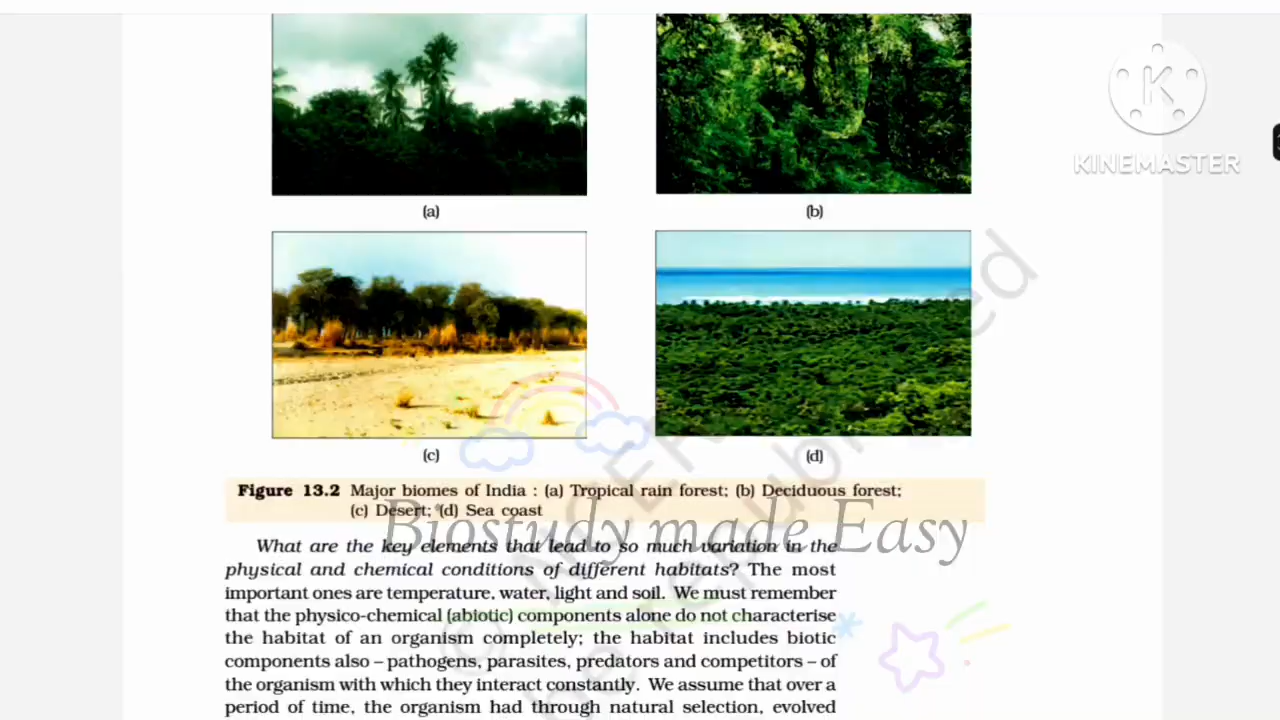 K
KINEMASTER
(a)
(b)
(c)
(d)
Figure 13.2 Major biomes of India : (a) Tropical rain forest; (b) Deciduous forest;
(c) Desert; (d) Sea coast
Biostudy made Easy
What are the key elements that lead to so much variation in the
physical and chemical conditions of different habitats? The most
important ones are temperature, water, light and soil. We must remember
that the physico-chemical (abiotic) components alone do not characterise
the habitat of an organism completely; the habitat includes biotic
components also – pathogens, parasites, predators and competitors – of
the organism with which they interact constantly. We assume that over a
period of time, the organism had through natural selection, evolved